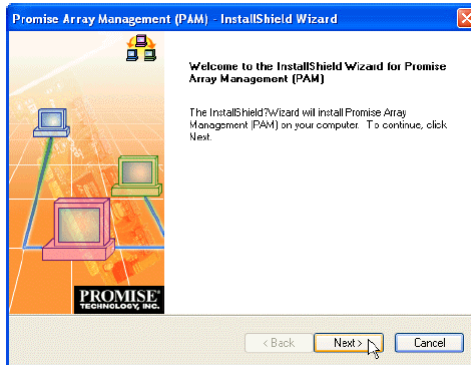 Promise Array Management (PAM) - InstallShield Wizard
Welcome to the InstallShield Wizard for Promise
Array Management (PAM)
The InstallShield?Wizard will install Promise Array
Management (PAM) on your computer. To continue, click
Next.
PROMISE®
TECHNOLOGY, INC.
< Back
Next >
Cancel